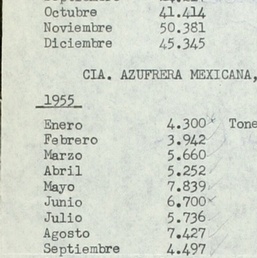 Octubre 41.414
Noviembre 50.381
Diciembre 45.345
CIA. AZUFRERA MEXICANA,
1955
Enero 4.300 Tone
Febrero 3.942
Marzo 5.660
Abril 5.252
Mayo 7.839
Junio 6.700
Julio 5.736
Agosto 7.427
Septiembre 4.497